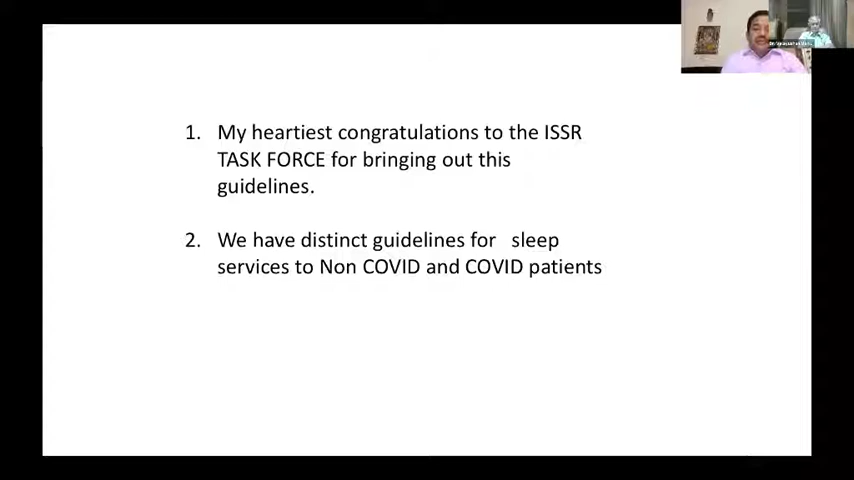 1. My heartiest congratulations to the ISSR
TASK FORCE for bringing out this
guidelines.
2. We have distinct guidelines for sleep
services to Non COVID and COVID patients